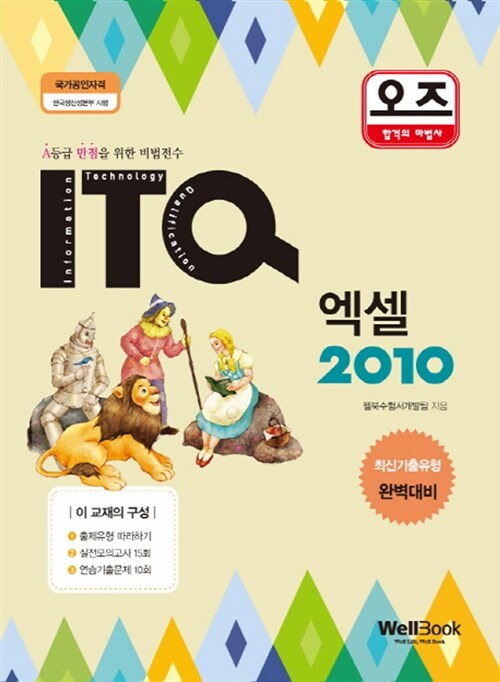 국가공인자격
한국생산성본부 시행
오즈
합격의 마법사
A등급 만점을 위한 비법전수
ITQ
Information
Technology
Qualification
엑셀
2010
웰북수험서개발팀 지음
최신기출유형
완벽대비
| 이 교재의 구성 |
1 출제유형 따라하기
2 실전모의고사 15회
3 연습기출문제 10회
WellBook
Well Life, Well Book